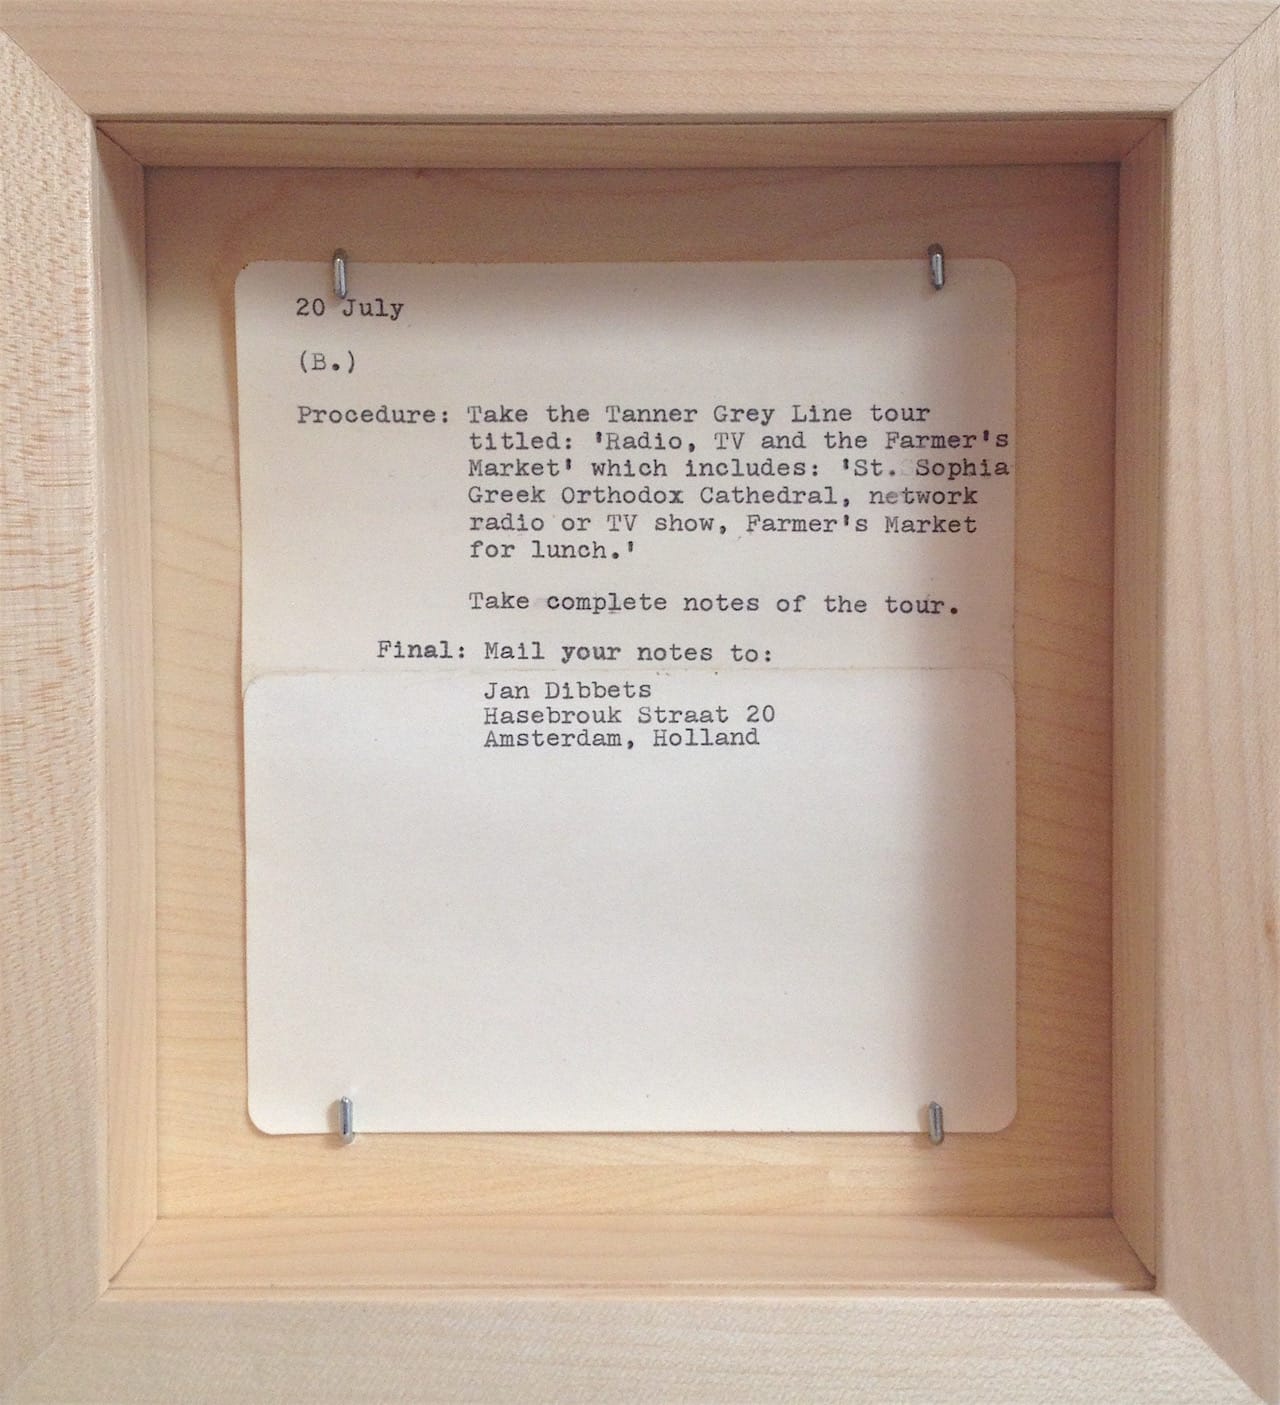 20 July
(B.)
Procedure: Take the Tanner Grey Line tour
titled: 'Radio, TV and the Farmer's
Market' which includes: 'St. Sophia
Greek Orthodox Cathedral, network
radio or TV show, Farmer's Market
for lunch.'
Take complete notes of the tour.
Final: Mail your notes to:
Jan Dibbets
Hasebrouk Straat 20
Amsterdam, Holland